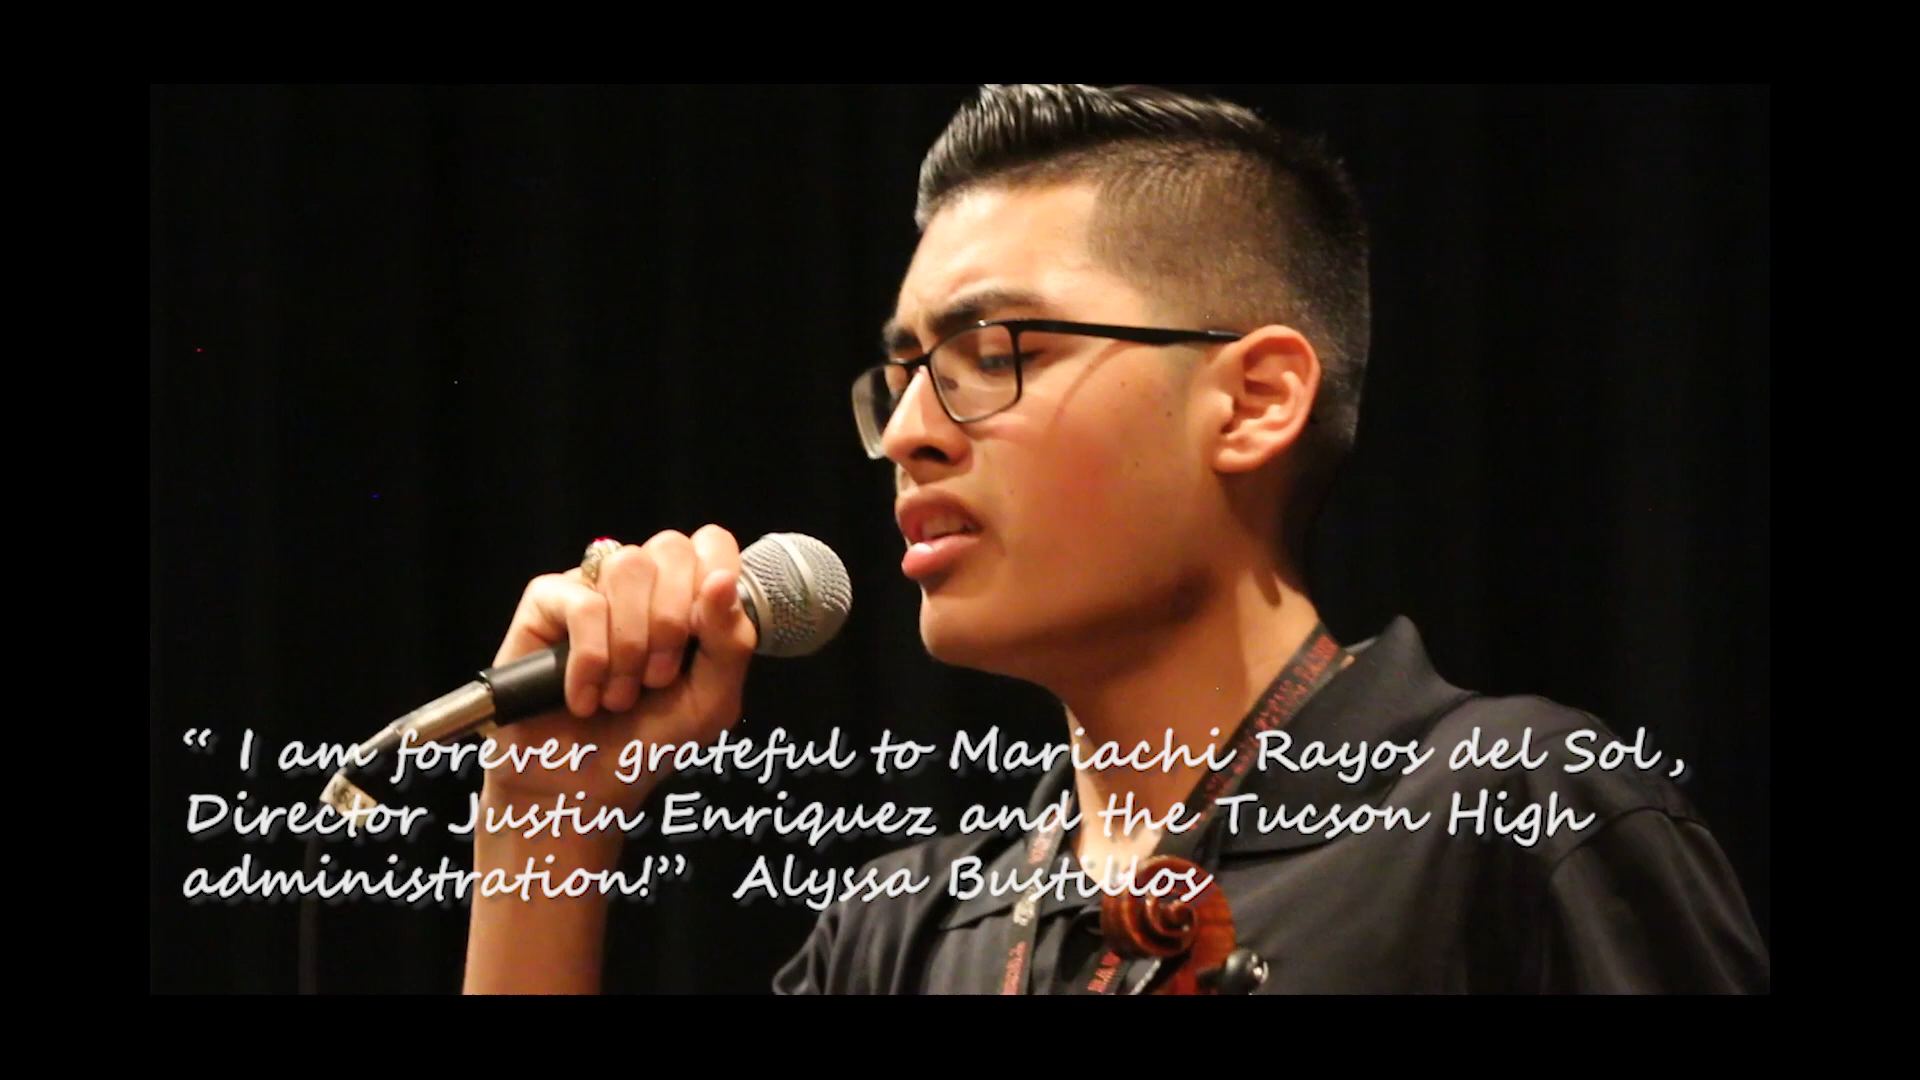 “ I am forever grateful to Mariachi Rayos del Sol,
Director Justin Enriquez and the Tucson High
administration!” Alyssa Bustillos